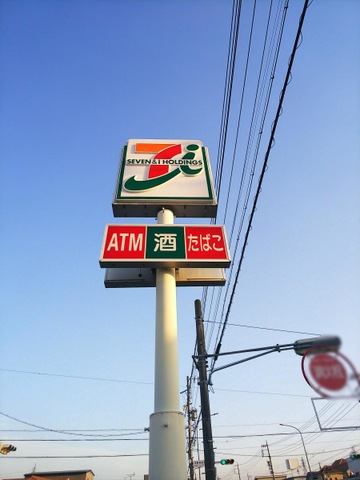 SEVEN & i HOLDINGS
ATM 酒 たばこ